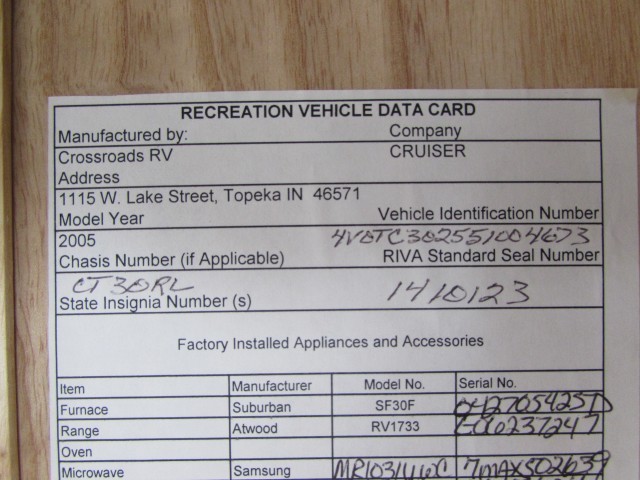 RECREATION VEHICLE DATA CARD
Manufactured by: Company
Crossroads RV CRUISER
Address
1115 W. Lake Street, Topeka IN 46571
Model Year Vehicle Identification Number
2005 4V0TC302551004673
Chasis Number (if Applicable) RIVA Standard Seal Number
CT30RL 1410123
State Insignia Number (s)
Factory Installed Appliances and Accessories
Item Manufacturer Model No. Serial No.
Furnace Suburban SF30F
Range Atwood RV1733
Oven
Microwave Samsung